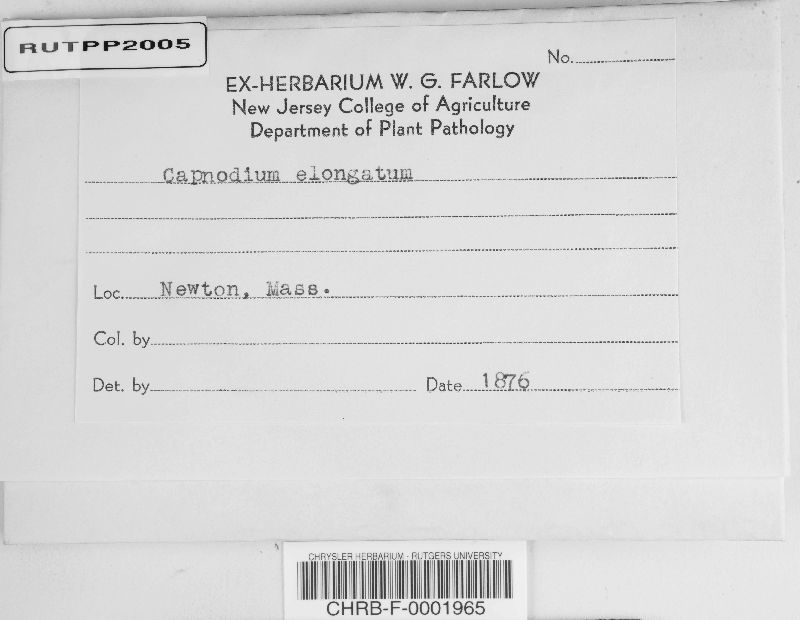 RUTPP2005
No.
EX-HERBARIUM W. G. FARLOW
New Jersey College of Agriculture
Department of Plant Pathology
Capnodium elongatum
Loc. Newton, Mass.
Col. by
Det. by Date 1876
CHRYSLER HERBARIUM - RUTGERS UNIVERSITY
CHRB-F-0001965